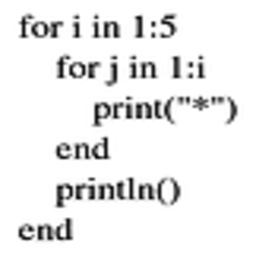 for i in 1:5
    for j in 1:i
        print("*")
    end
    println()
end